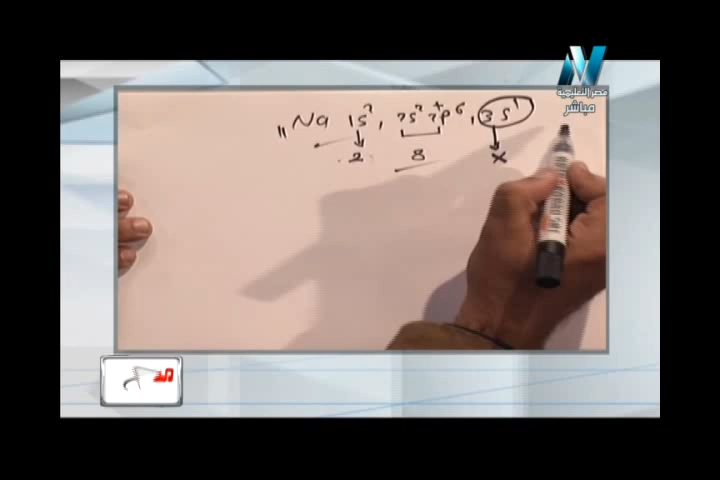 مصر التعليمية
مباشر
₁₁Na 1s², 2s² 2p⁶, 3s¹
2 8 x